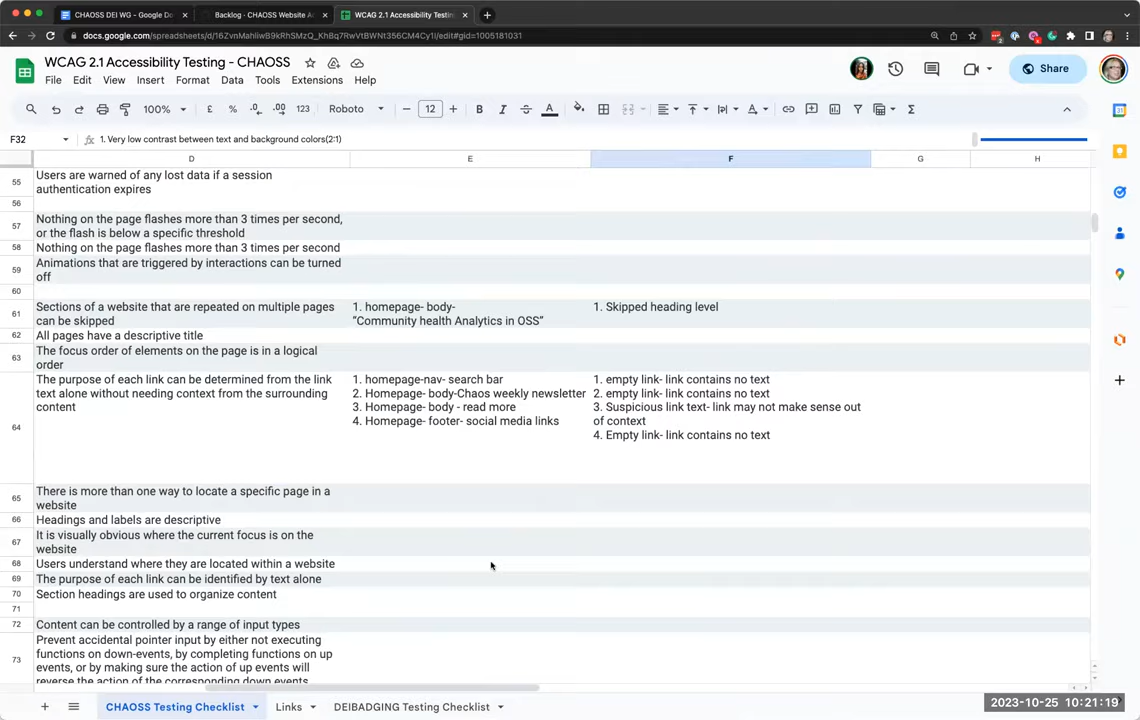 CHAOSS DEI WG - Google Do
Backlog · CHAOSS Website A
WCAG 2.1 Accessibility Testin
docs.google.com/spreadsheets/d/16ZvnMahliwB9kRhSMzQ_KhBq7RwVtBWNt356CM4Cy1I/edit#gid=1005181031
WCAG 2.1 Accessibility Testing - CHAOSS
File Edit View Insert Format Data Tools Extensions Help
Share
100% £ % .0 .00 123 Roboto 12 B I A Σ
F32 fx 1. Very low contrast between text and background colors(2:1)
D E F G H
55 Users are warned of any lost data if a session
authentication expires
56
57 Nothing on the page flashes more than 3 times per second,
or the flash is below a specific threshold
58 Nothing on the page flashes more than 3 times per second
59 Animations that are triggered by interactions can be turned
off
60
61 Sections of a website that are repeated on multiple pages
can be skipped
1. homepage- body-
"Community health Analytics in OSS"
1. Skipped heading level
62 All pages have a descriptive title
63 The focus order of elements on the page is in a logical
order
64 The purpose of each link can be determined from the link
text alone without needing context from the surrounding
content
1. homepage-nav- search bar
2. Homepage- body-Chaos weekly newsletter
3. Homepage- body - read more
4. Homepage- footer- social media links
1. empty link- link contains no text
2. empty link- link contains no text
3. Suspicious link text- link may not make sense out
of context
4. Empty link- link contains no text
65 There is more than one way to locate a specific page in a
website
66 Headings and labels are descriptive
67 It is visually obvious where the current focus is on the
website
68 Users understand where they are located within a website
69 The purpose of each link can be identified by text alone
70 Section headings are used to organize content
71
72 Content can be controlled by a range of input types
73 Prevent accidental pointer input by either not executing
functions on down-events, by completing functions on up
events, or by making sure the action of up events will
reverse the action of the corresponding down events
CHAOSS Testing Checklist Links DEIBADGING Testing Checklist
2023-10-25 10:21:19